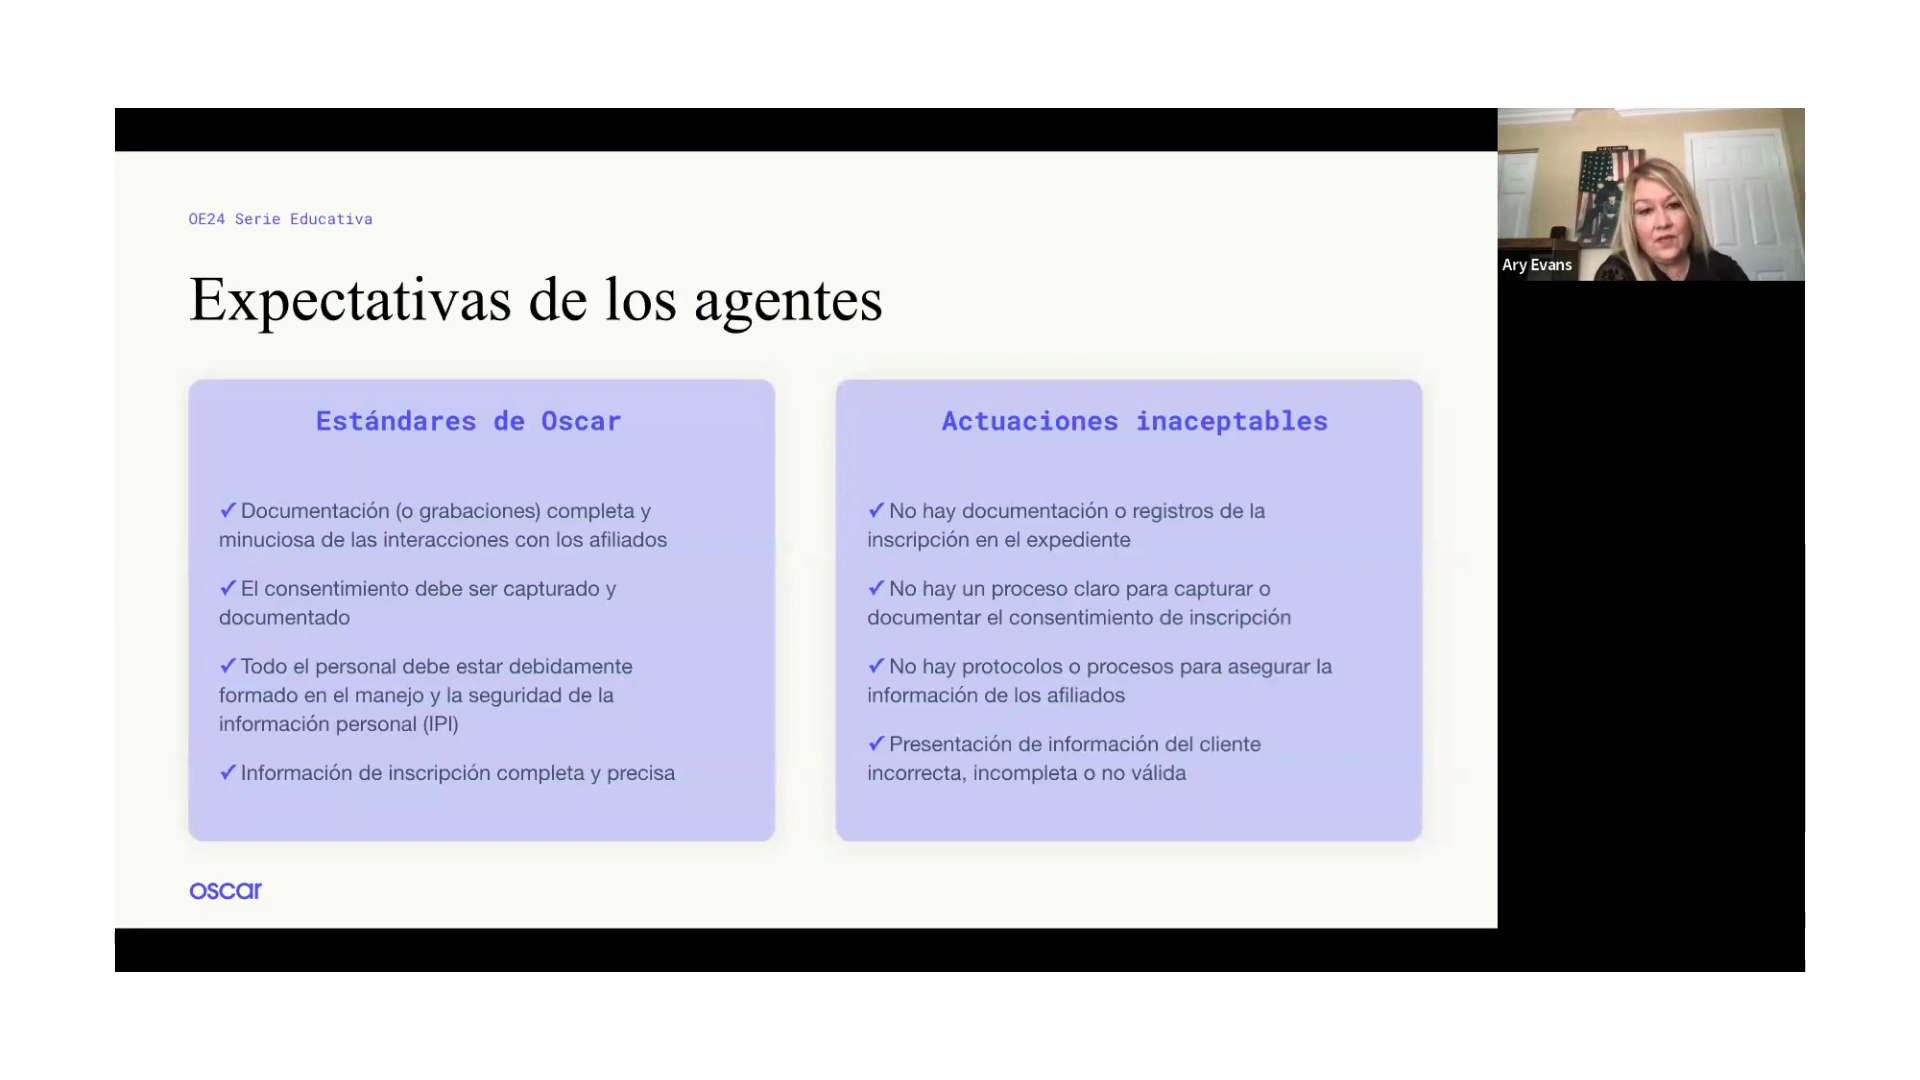 OE24 Serie Educativa
Expectativas de los agentes
Estándares de Oscar
✓ Documentación (o grabaciones) completa y
minuciosa de las interacciones con los afiliados
✓ El consentimiento debe ser capturado y
documentado
✓ Todo el personal debe estar debidamente
formado en el manejo y la seguridad de la
información personal (IPI)
✓ Información de inscripción completa y precisa
Actuaciones inaceptables
✓ No hay documentación o registros de la
inscripción en el expediente
✓ No hay un proceso claro para capturar o
documentar el consentimiento de inscripción
✓ No hay protocolos o procesos para asegurar la
información de los afiliados
✓ Presentación de información del cliente
incorrecta, incompleta o no válida
oscar
Ary Evans